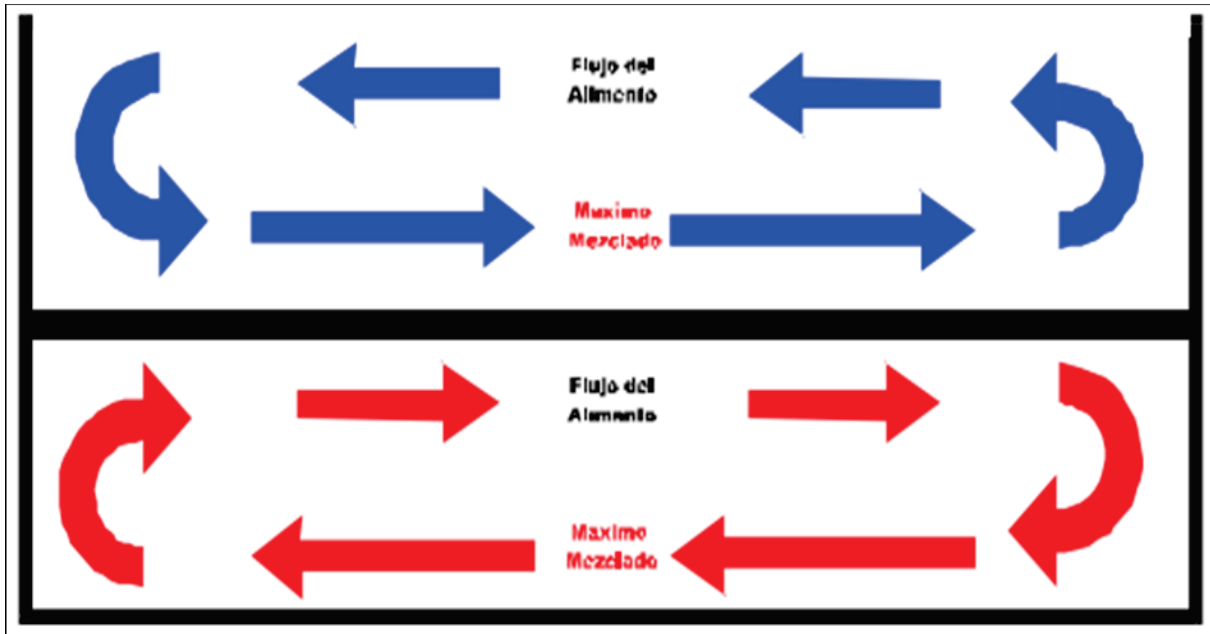 Flujo del
Alimento
Maximo
Mezclado
Flujo del
Alimento
Maximo
Mezclado